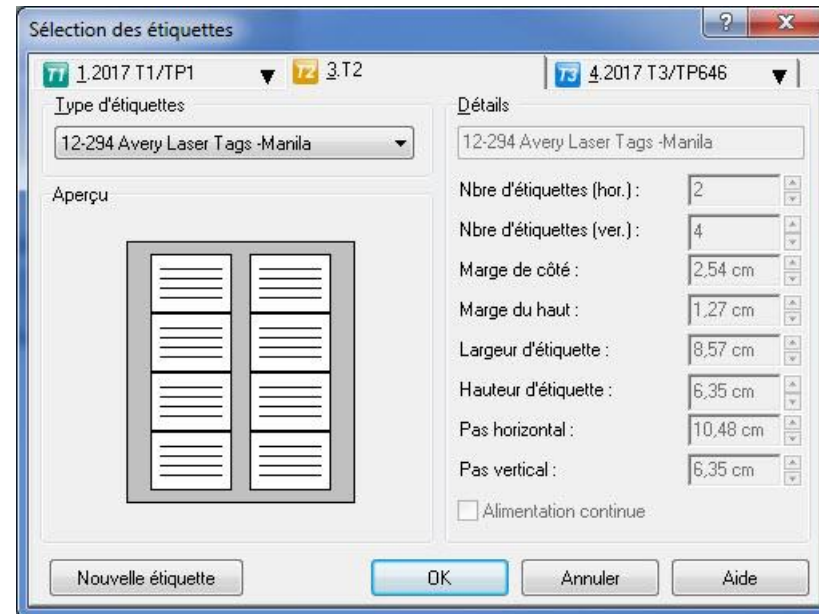 Sélection des étiquettes
T1 1.2017 T1/TP1
T2 3.T2
T3 4.2017 T3/TP646
Type d'étiquettes
12-294 Avery Laser Tags -Manila
Aperçu
Détails
12-294 Avery Laser Tags -Manila
Nbre d'étiquettes (hor.) : 2
Nbre d'étiquettes (ver.) : 4
Marge de côté : 2,54 cm
Marge du haut : 1,27 cm
Largeur d'étiquette : 8,57 cm
Hauteur d'étiquette : 6,35 cm
Pas horizontal : 10,48 cm
Pas vertical : 6,35 cm
Alimentation continue
Nouvelle étiquette
OK
Annuler
Aide